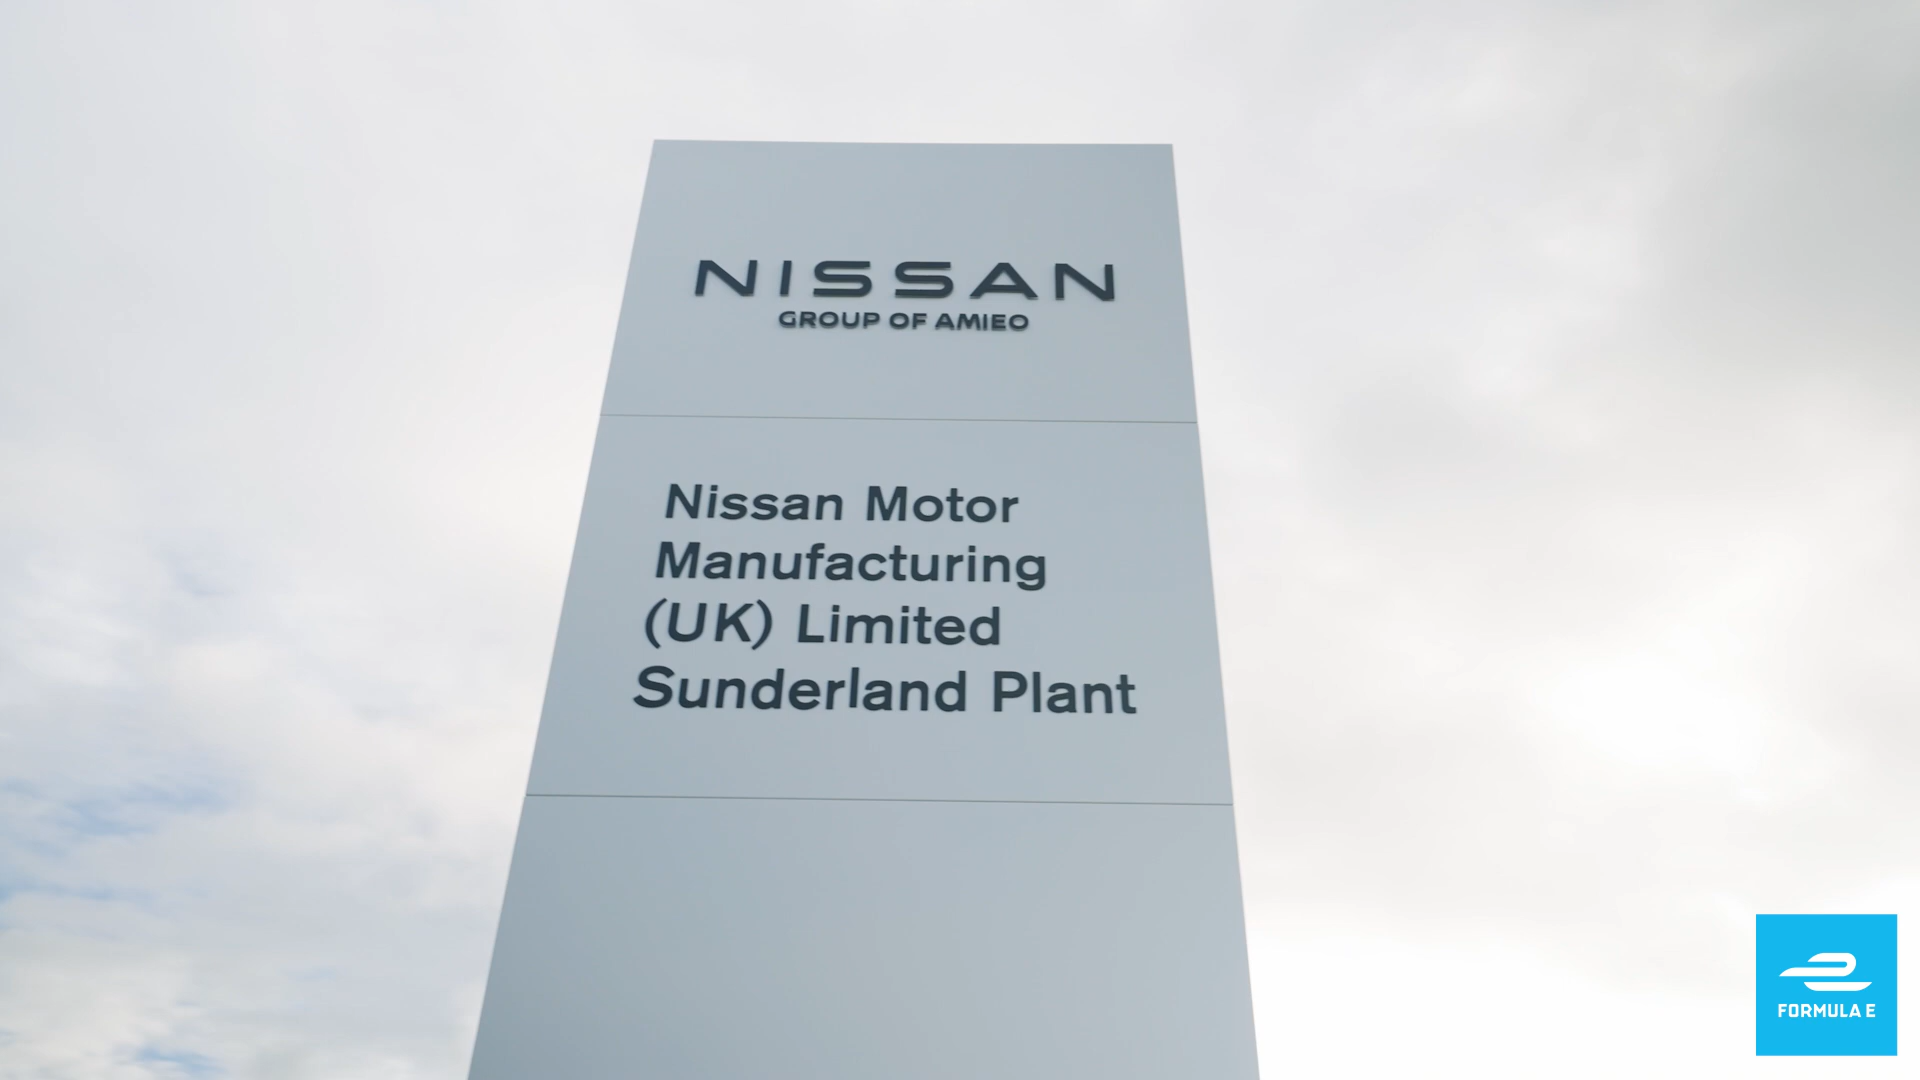 NISSAN
GROUP OF AMIEO
Nissan Motor
Manufacturing
(UK) Limited
Sunderland Plant
FORMULA E